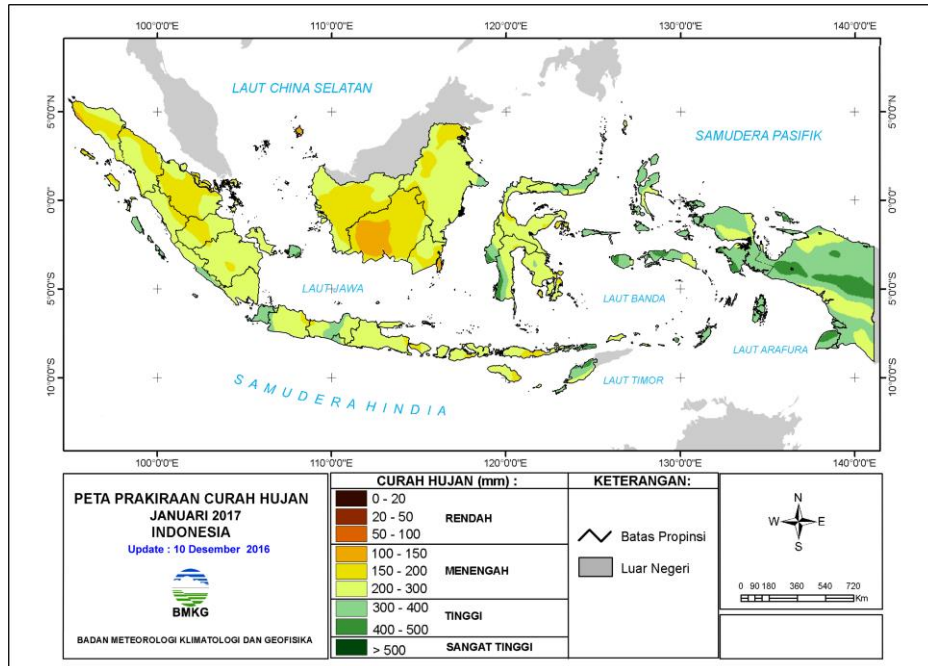 100°0'0"E 110°0'0"E 120°0'0"E 130°0'0"E 140°0'0"E
LAUT CHINA SELATAN
5°0'0"N 5°0'0"N
SAMUDERA PASIFIK
0°0'0" 0°0'0"
LAUT JAWA
5°0'0"S 5°0'0"S
LAUT BANDA
LAUT ARAFURA
10°0'0"S 10°0'0"S
LAUT TIMOR
SAMUDERA HINDIA
100°0'0"E 110°0'0"E 120°0'0"E 130°0'0"E 140°0'0"E
PETA PRAKIRAAN CURAH HUJAN
JANUARI 2017
INDONESIA
Update : 10 Desember 2016
BMKG
BADAN METEOROLOGI KLIMATOLOGI DAN GEOFISIKA
CURAH HUJAN (mm) :
0 - 20
20 - 50 RENDAH
50 - 100
100 - 150
150 - 200 MENENGAH
200 - 300
300 - 400 TINGGI
400 - 500
> 500 SANGAT TINGGI
KETERANGAN:
Batas Propinsi
Luar Negeri
N
W E
S
0 90 180 360 540 720
Km